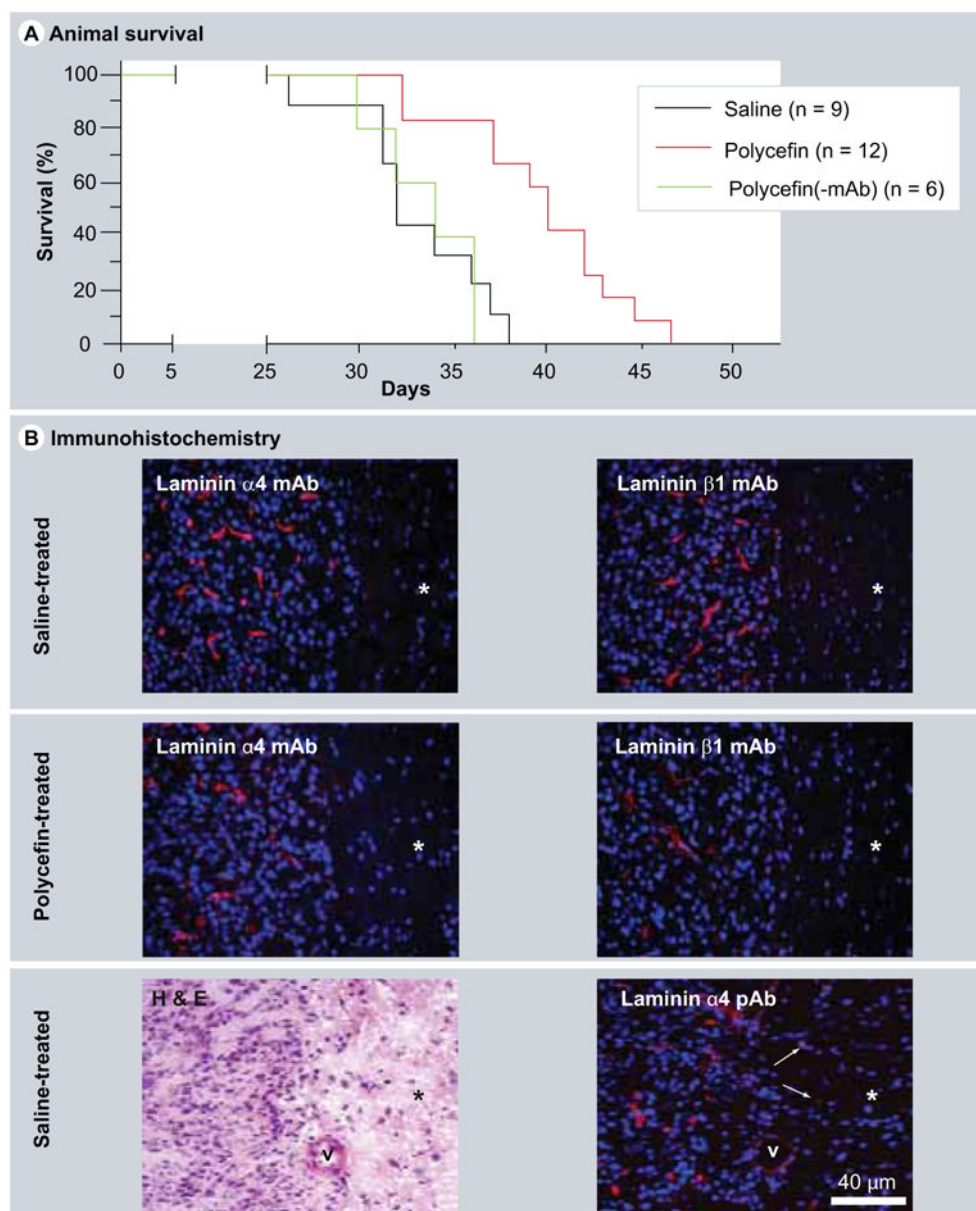 A Animal survival
100
80
60
40
20
0
Survival (%)
0 5 25 30 35 40 45 50
Days
Saline (n = 9)
Polycefin (n = 12)
Polycefin(-mAb) (n = 6)
B Immunohistochemistry
Saline-treated
Laminin α4 mAb
*
Laminin β1 mAb
*
Polycefin-treated
Laminin α4 mAb
*
Laminin β1 mAb
*
Saline-treated
H & E
*
v
Laminin α4 pAb
*
v
40 µm